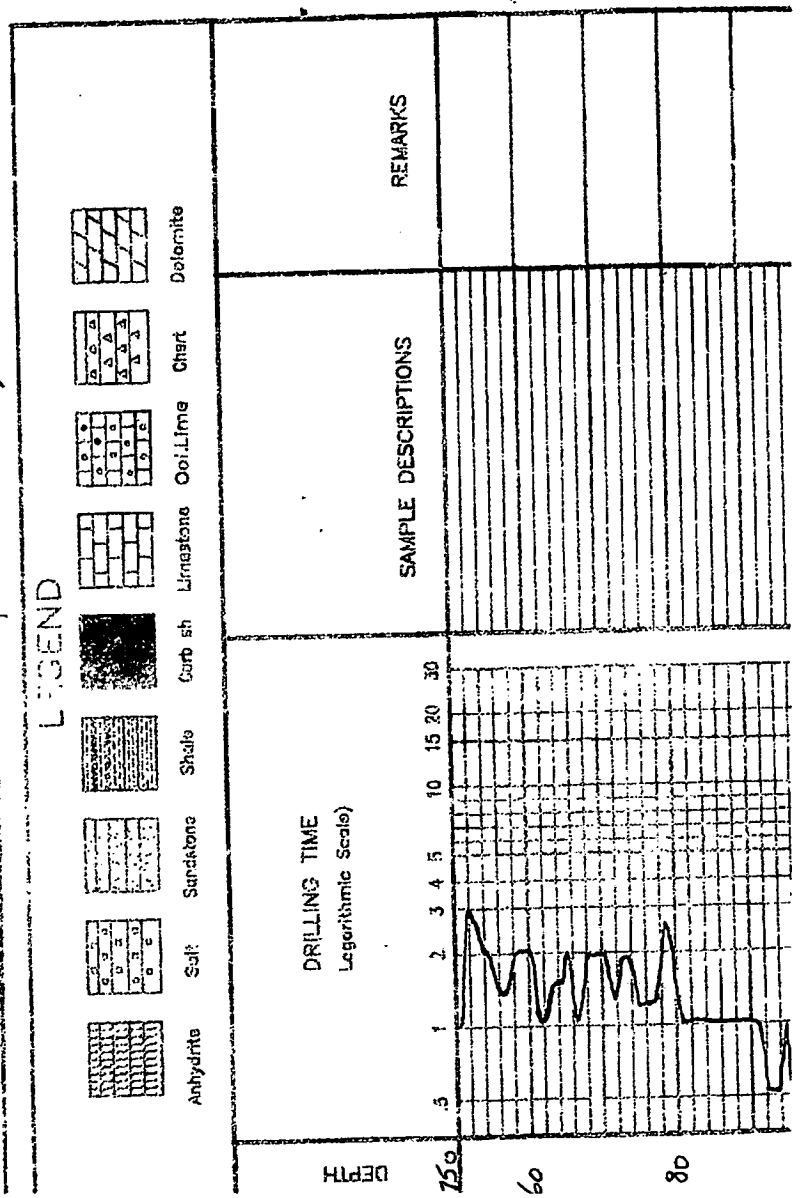 LEGEND
Anhydrite
Salt
Sandstone
Shale
Carb sh
Limestone
Ool.Lime
Chert
Dolomite
DEPTH
DRILLING TIME
Logarithmic Scale)
SAMPLE DESCRIPTIONS
REMARKS
.5 1 2 3 4 5 10 15 20 30
750
60
80